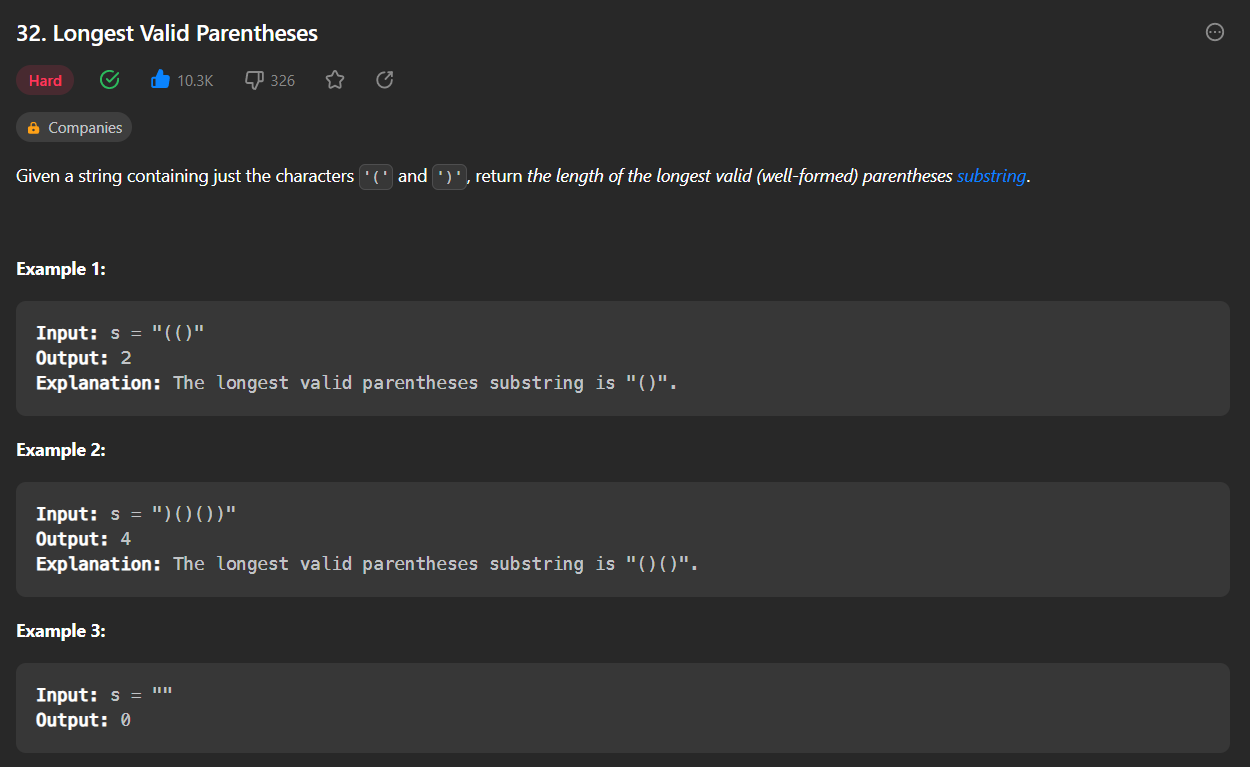 32. Longest Valid Parentheses
Hard 10.3K 326
Companies
Given a string containing just the characters '(' and ')', return the length of the longest valid (well-formed) parentheses substring.
Example 1:
Input: s = "(()"
Output: 2
Explanation: The longest valid parentheses substring is "()".
Example 2:
Input: s = ")()())"
Output: 4
Explanation: The longest valid parentheses substring is "()()".
Example 3:
Input: s = ""
Output: 0